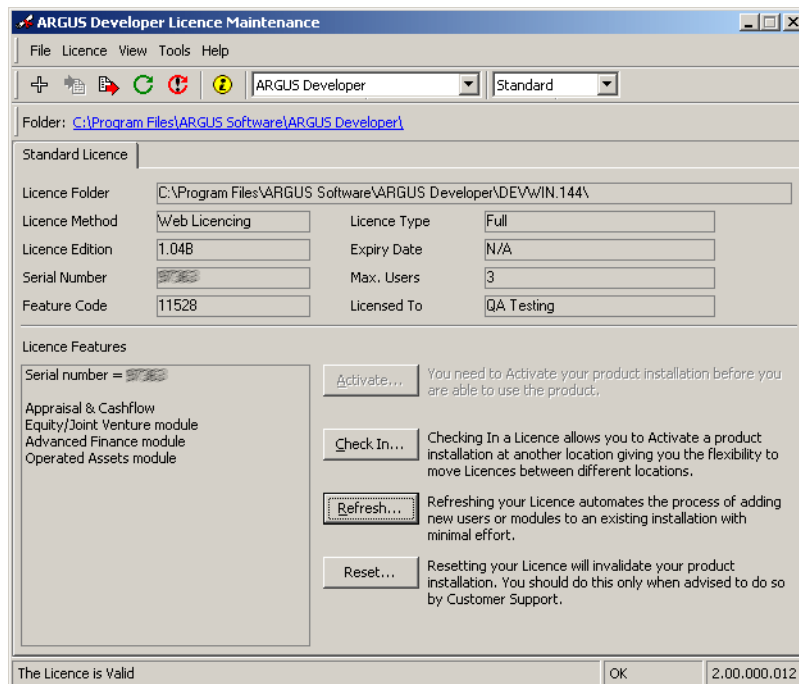 ARGUS Developer Licence Maintenance
File Licence View Tools Help
ARGUS Developer Standard
Folder: C:\Program Files\ARGUS Software\ARGUS Developer\
Standard Licence
Licence Folder C:\Program Files\ARGUS Software\ARGUS Developer\DEVWIN.144\
Licence Method Web Licencing Licence Type Full
Licence Edition 1.04B Expiry Date N/A
Serial Number Max. Users 3
Feature Code 11528 Licensed To QA Testing
Licence Features
Serial number =
Appraisal & Cashflow
Equity/Joint Venture module
Advanced Finance module
Operated Assets module
Activate... You need to Activate your product installation before you
are able to use the product.
Check In... Checking In a Licence allows you to Activate a product
installation at another location giving you the flexibility to
move Licences between different locations.
Refresh... Refreshing your Licence automates the process of adding
new users or modules to an existing installation with
minimal effort.
Reset... Resetting your Licence will invalidate your product
installation. You should do this only when advised to do so
by Customer Support.
The Licence is Valid OK 2.00.000.012